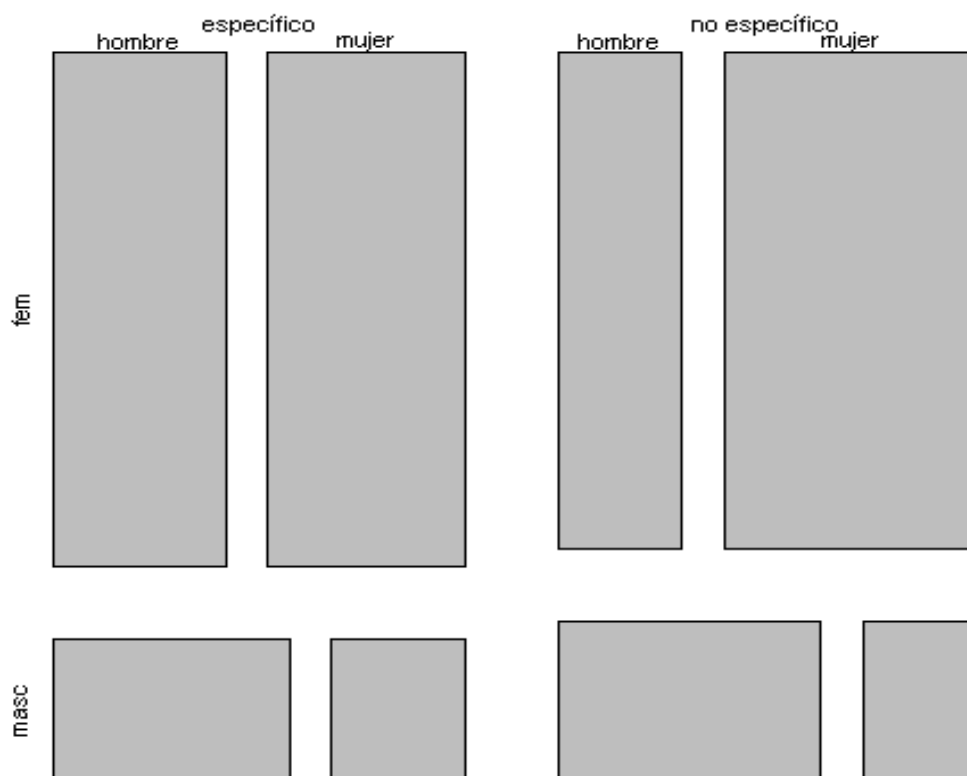 específico
no específico
hombre
mujer
hombre
mujer
fem
masc